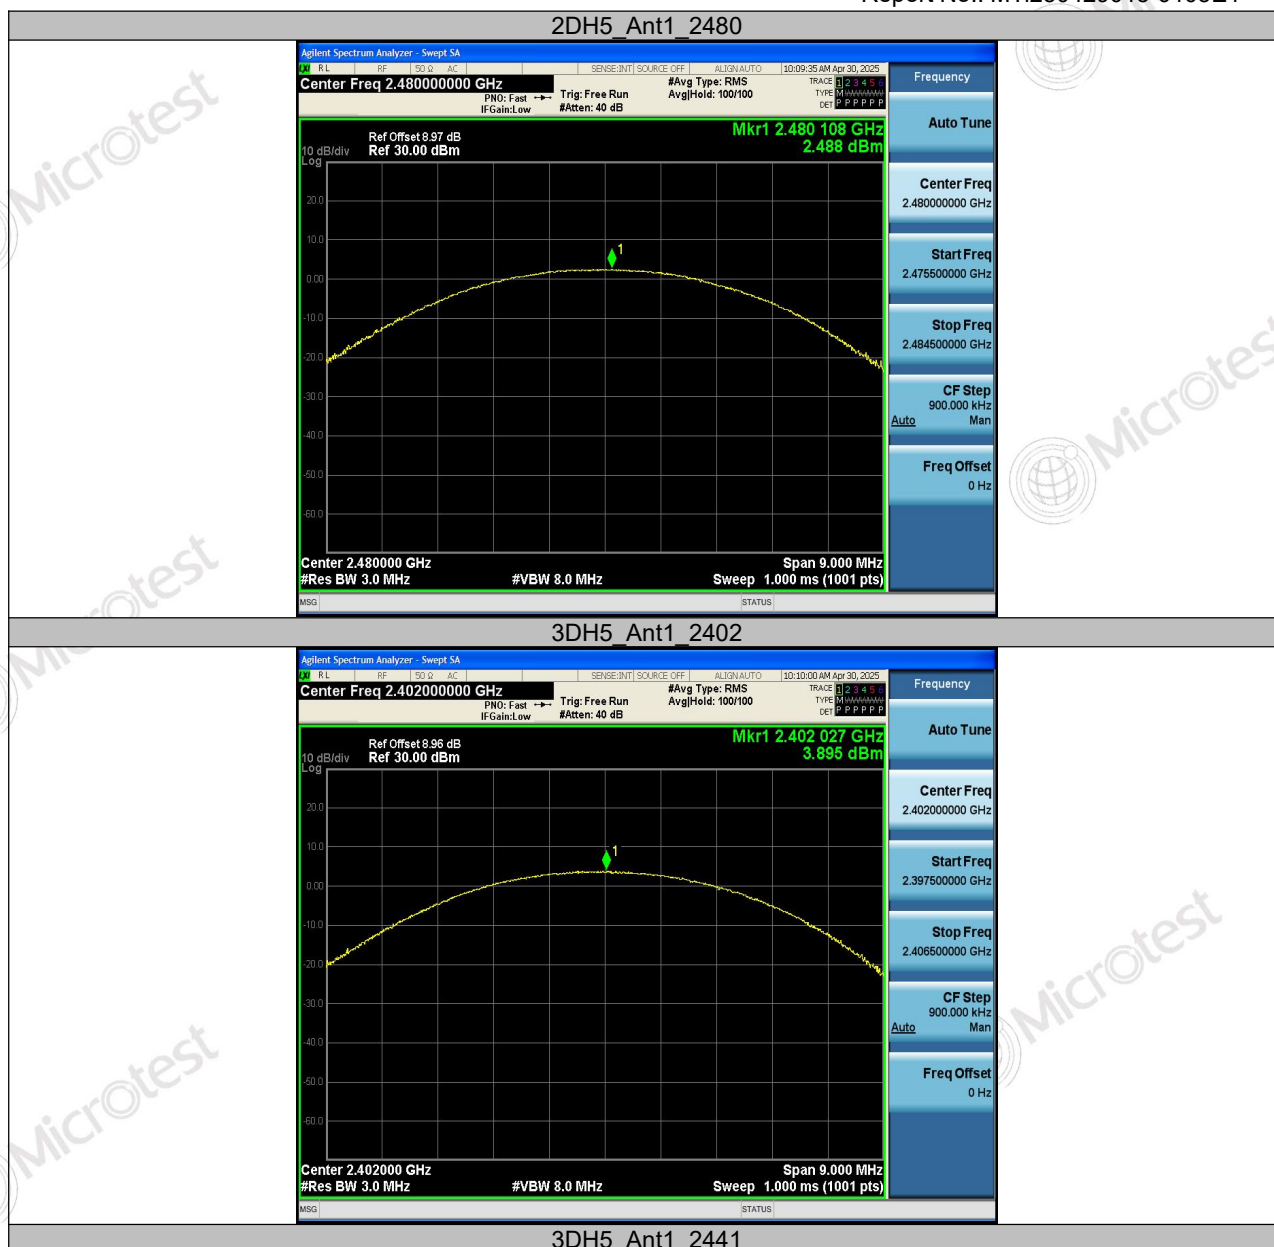 2DH5_Ant1_2480
Agilent Spectrum Analyzer - Swept SA
RL RF 50 Ω AC SENSE:INT SOURCE OFF ALIGN AUTO 10:09:35 AM Apr 30, 2025
Center Freq 2.480000000 GHz
PNO: Fast
IFGain:Low
Trig: Free Run
#Atten: 40 dB
#Avg Type: RMS
Avg|Hold: 100/100
TRACE 1 2 3 4 5 6
TYPE M WWWWW
DET P P P P P P
Mkr1 2.480 108 GHz
2.488 dBm
Ref Offset 8.97 dB
10 dB/div Ref 30.00 dBm
Log
20.0
10.0
0.00
-10.0
-20.0
-30.0
-40.0
-50.0
-60.0
1
Center 2.480000 GHz Span 9.000 MHz
#Res BW 3.0 MHz #VBW 8.0 MHz Sweep 1.000 ms (1001 pts)
MSG STATUS
Frequency
Auto Tune
Center Freq
2.480000000 GHz
Start Freq
2.475500000 GHz
Stop Freq
2.484500000 GHz
CF Step
900.000 kHz
Auto Man
Freq Offset
0 Hz
3DH5_Ant1_2402
Agilent Spectrum Analyzer - Swept SA
RL RF 50 Ω AC SENSE:INT SOURCE OFF ALIGN AUTO 10:10:00 AM Apr 30, 2025
Center Freq 2.402000000 GHz
PNO: Fast
IFGain:Low
Trig: Free Run
#Atten: 40 dB
#Avg Type: RMS
Avg|Hold: 100/100
TRACE 1 2 3 4 5 6
TYPE M WWWWW
DET P P P P P P
Mkr1 2.402 027 GHz
3.895 dBm
Ref Offset 8.96 dB
10 dB/div Ref 30.00 dBm
Log
20.0
10.0
0.00
-10.0
-20.0
-30.0
-40.0
-50.0
-60.0
1
Center 2.402000 GHz Span 9.000 MHz
#Res BW 3.0 MHz #VBW 8.0 MHz Sweep 1.000 ms (1001 pts)
MSG STATUS
Frequency
Auto Tune
Center Freq
2.402000000 GHz
Start Freq
2.397500000 GHz
Stop Freq
2.406500000 GHz
CF Step
900.000 kHz
Auto Man
Freq Offset
0 Hz
3DH5_Ant1_2441
Microtest
Microtest
Microtest
Microtest